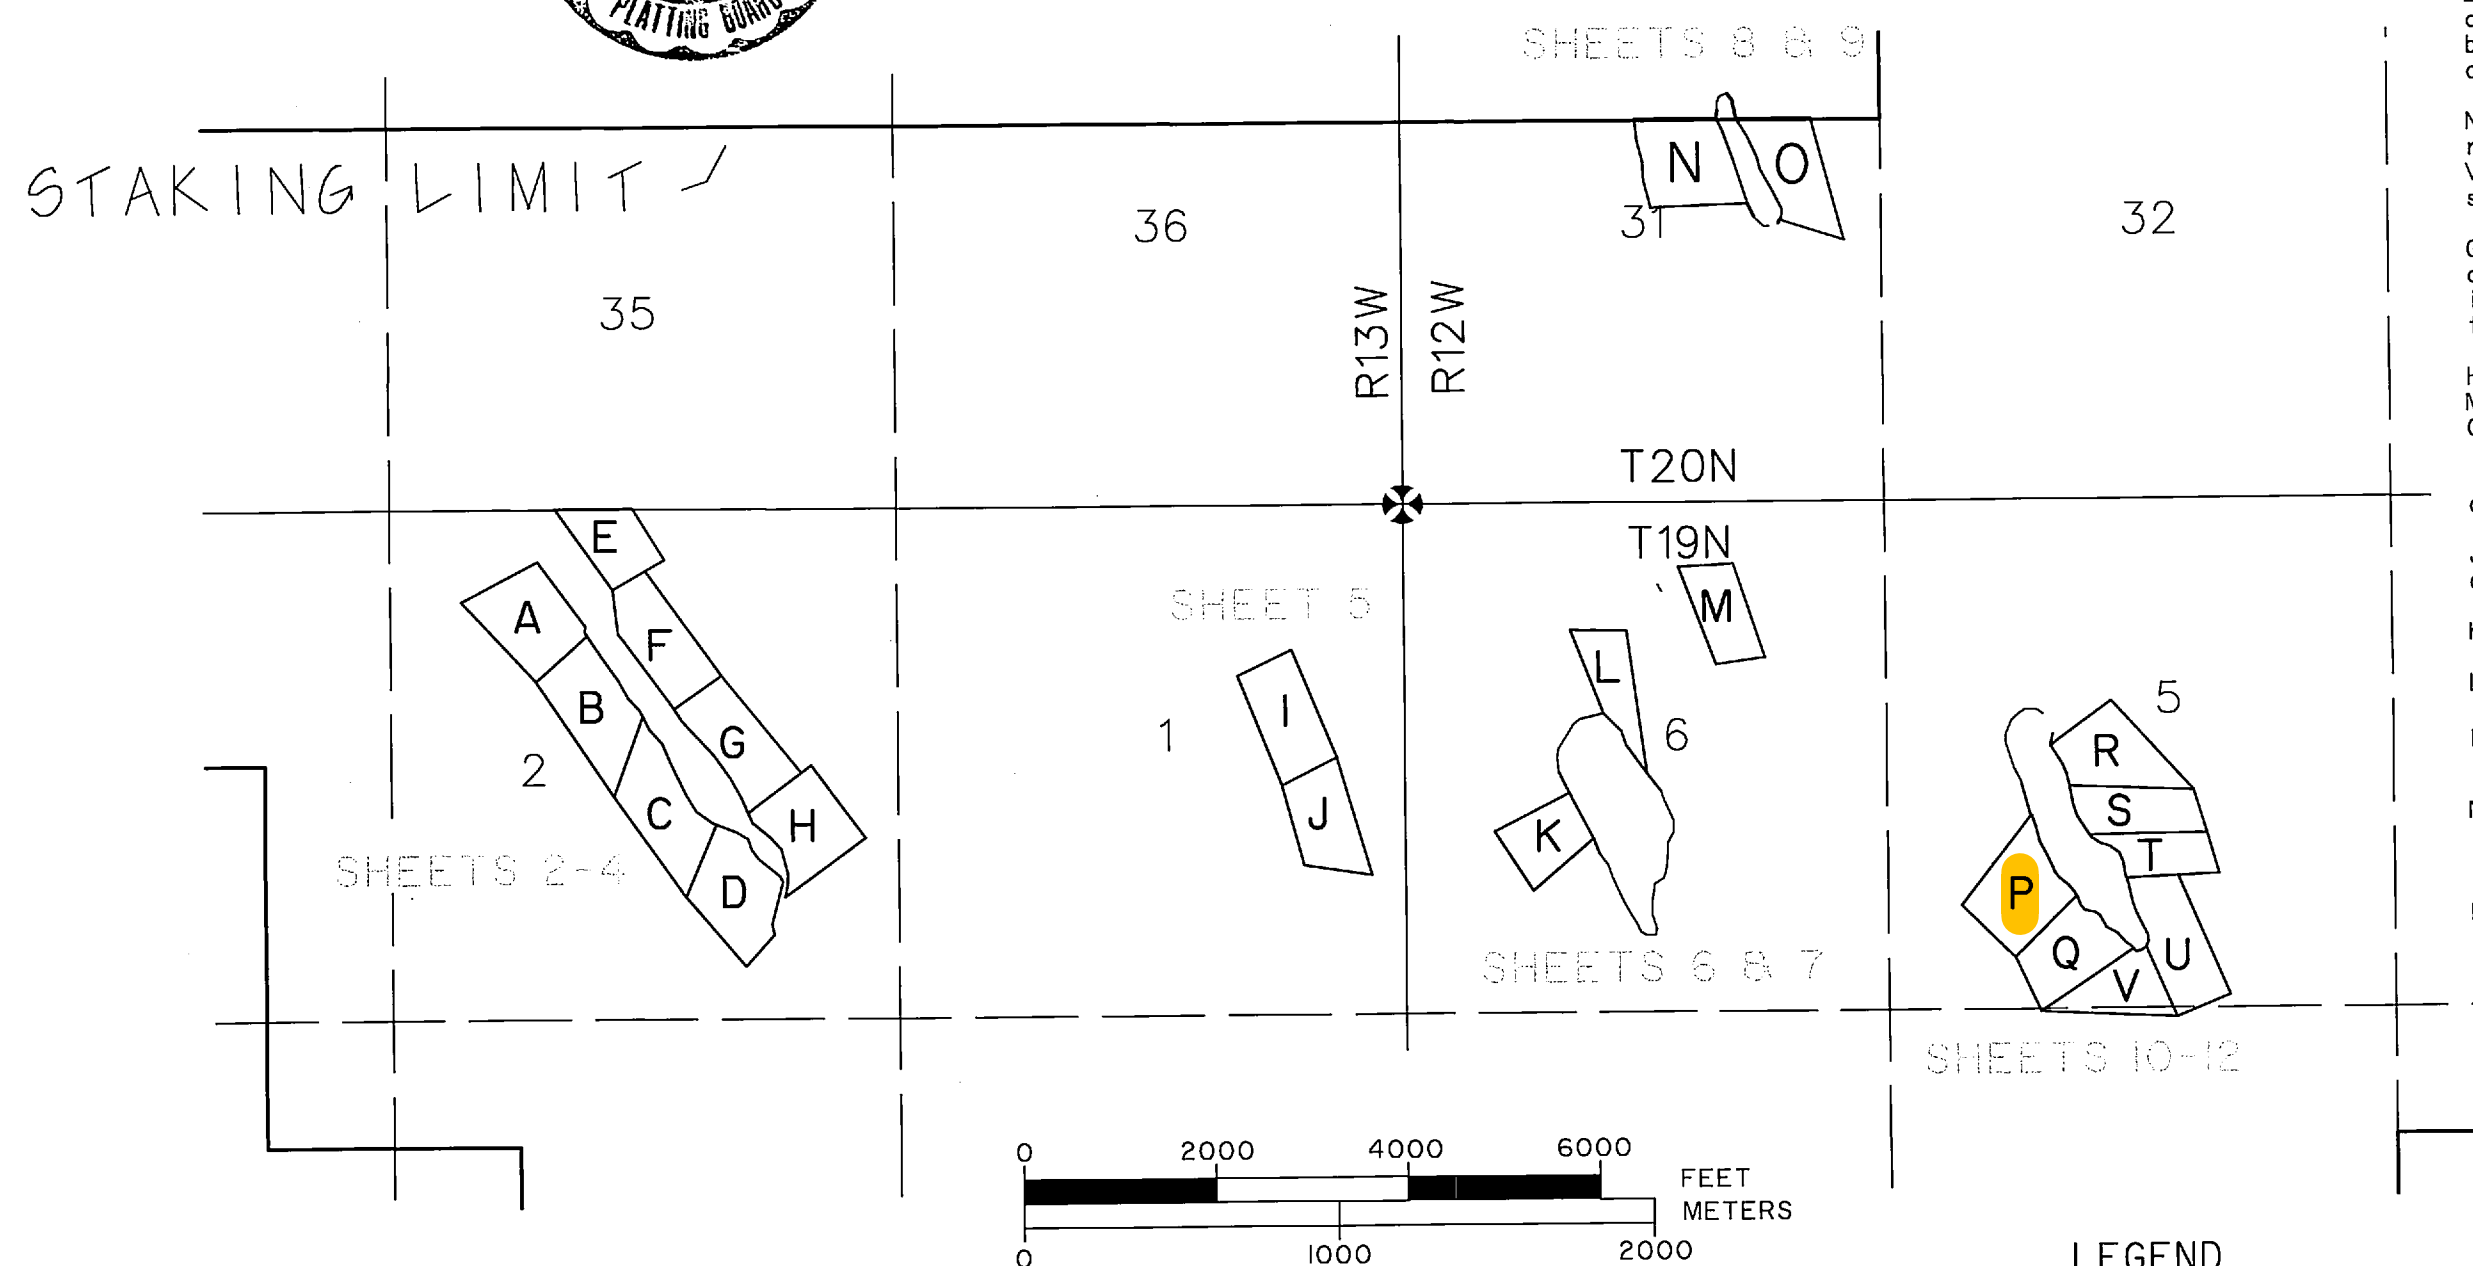 PLATTING BOARD
SHEETS 8 & 9
STAKING LIMIT
N
O
36
31
32
35
R13W
R12W
T20N
T19N
E
A
F
M
SHEET 5
L
B
G
I
1
6
5
2
R
C
H
J
K
S
T
SHEETS 2-4
D
P
Q
U
V
SHEETS 6 & 7
SHEETS 10-12
0 2000 4000 6000
FEET
METERS
0 1000 2000
LEGEND